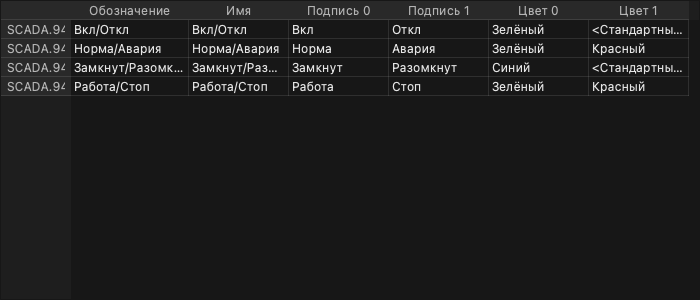 Обозначение Имя Подпись 0 Подпись 1 Цвет 0 Цвет 1
SCADA.94 Вкл/Откл Вкл/Откл Вкл Откл Зелёный <Стандартны...
SCADA.94 Норма/Авария Норма/Авария Норма Авария Зелёный Красный
SCADA.94 Замкнут/Разомк... Замкнут/Раз... Замкнут Разомкнут Синий <Стандартны...
SCADA.94 Работа/Стоп Работа/Стоп Работа Стоп Зелёный Красный